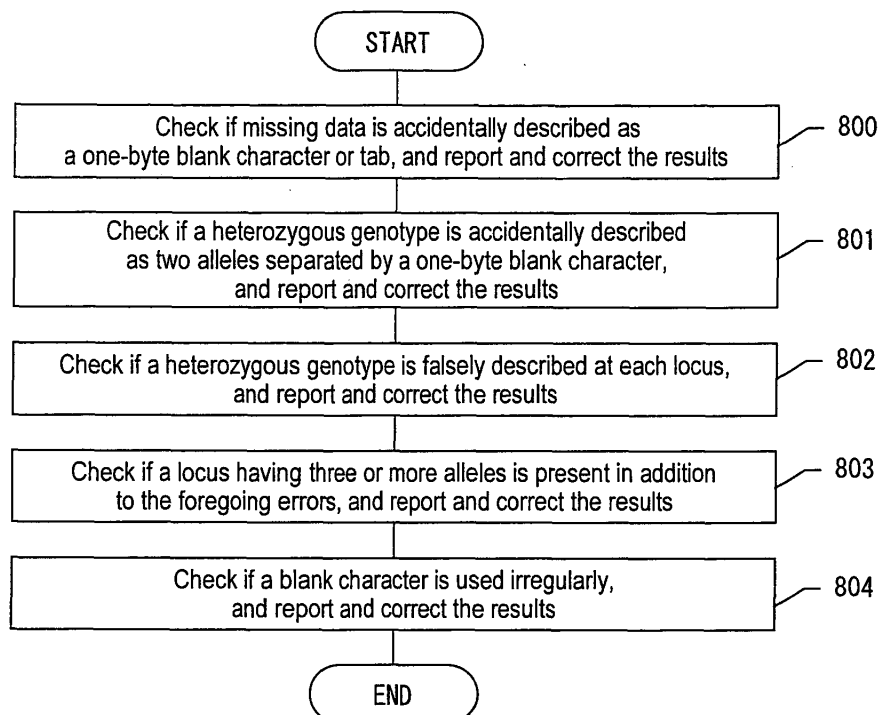 START
Check if missing data is accidentally described as
a one-byte blank character or tab, and report and correct the results
800
Check if a heterozygous genotype is accidentally described
as two alleles separated by a one-byte blank character,
and report and correct the results
801
Check if a heterozygous genotype is falsely described at each locus,
and report and correct the results
802
Check if a locus having three or more alleles is present in addition
to the foregoing errors, and report and correct the results
803
Check if a blank character is used irregularly,
and report and correct the results
804
END